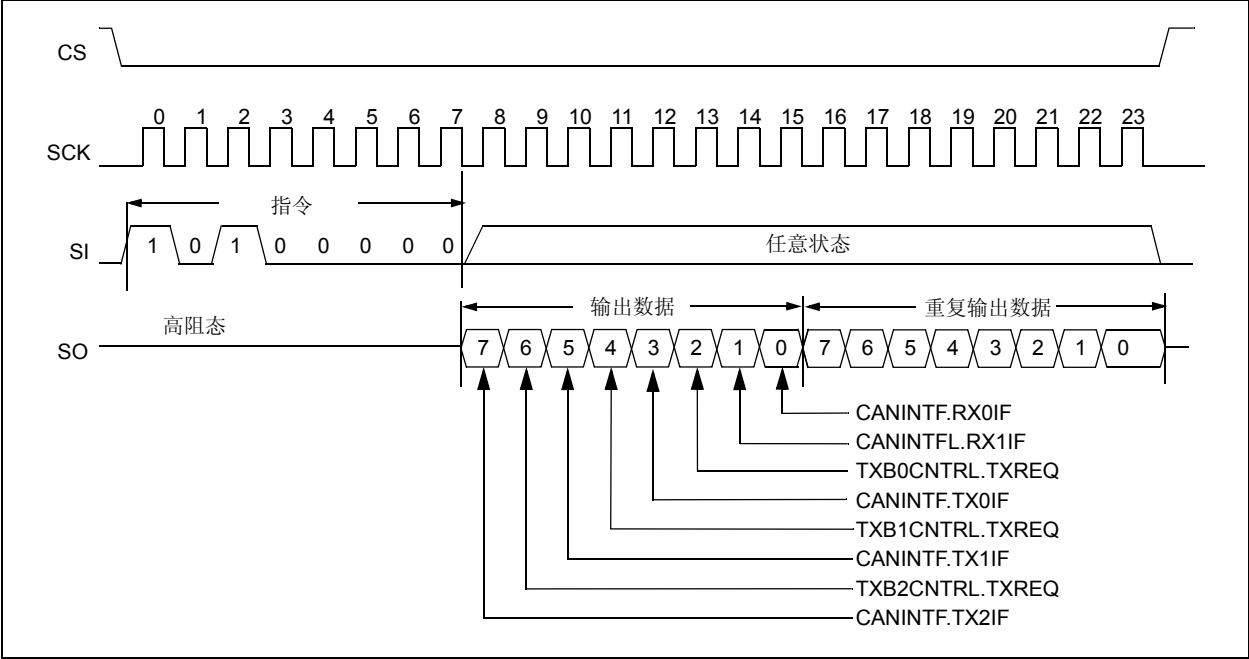 CS
0 1 2 3 4 5 6 7 8 9 10 11 12 13 14 15 16 17 18 19 20 21 22 23
SCK
指令
SI 1 0 1 0 0 0 0 0 任意状态
输出数据 重复输出数据
高阻态
SO 7 6 5 4 3 2 1 0 7 6 5 4 3 2 1 0
CANINTF.RX0IF
CANINTFL.RX1IF
TXB0CNTRL.TXREQ
CANINTF.TX0IF
TXB1CNTRL.TXREQ
CANINTF.TX1IF
TXB2CNTRL.TXREQ
CANINTF.TX2IF